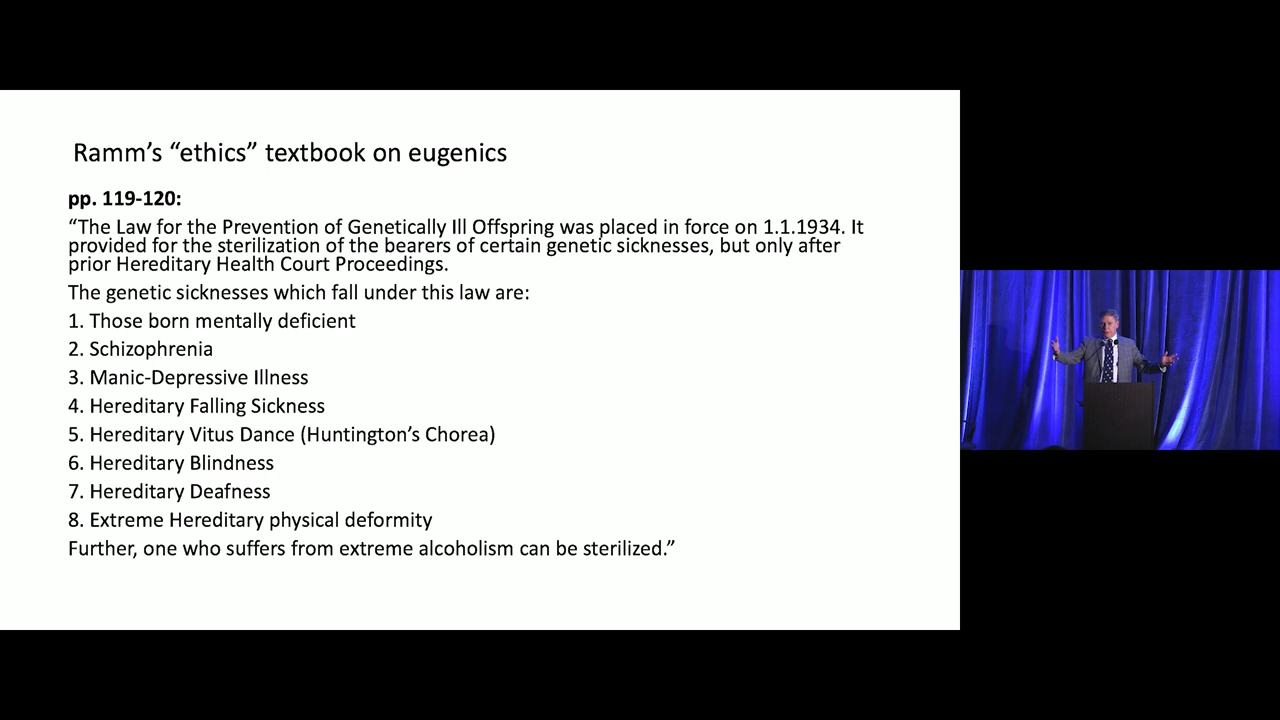 Ramm’s “ethics” textbook on eugenics
pp. 119-120:
“The Law for the Prevention of Genetically Ill Offspring was placed in force on 1.1.1934. It
provided for the sterilization of the bearers of certain genetic sicknesses, but only after
prior Hereditary Health Court Proceedings.
The genetic sicknesses which fall under this law are:
1. Those born mentally deficient
2. Schizophrenia
3. Manic-Depressive Illness
4. Hereditary Falling Sickness
5. Hereditary Vitus Dance (Huntington’s Chorea)
6. Hereditary Blindness
7. Hereditary Deafness
8. Extreme Hereditary physical deformity
Further, one who suffers from extreme alcoholism can be sterilized.”